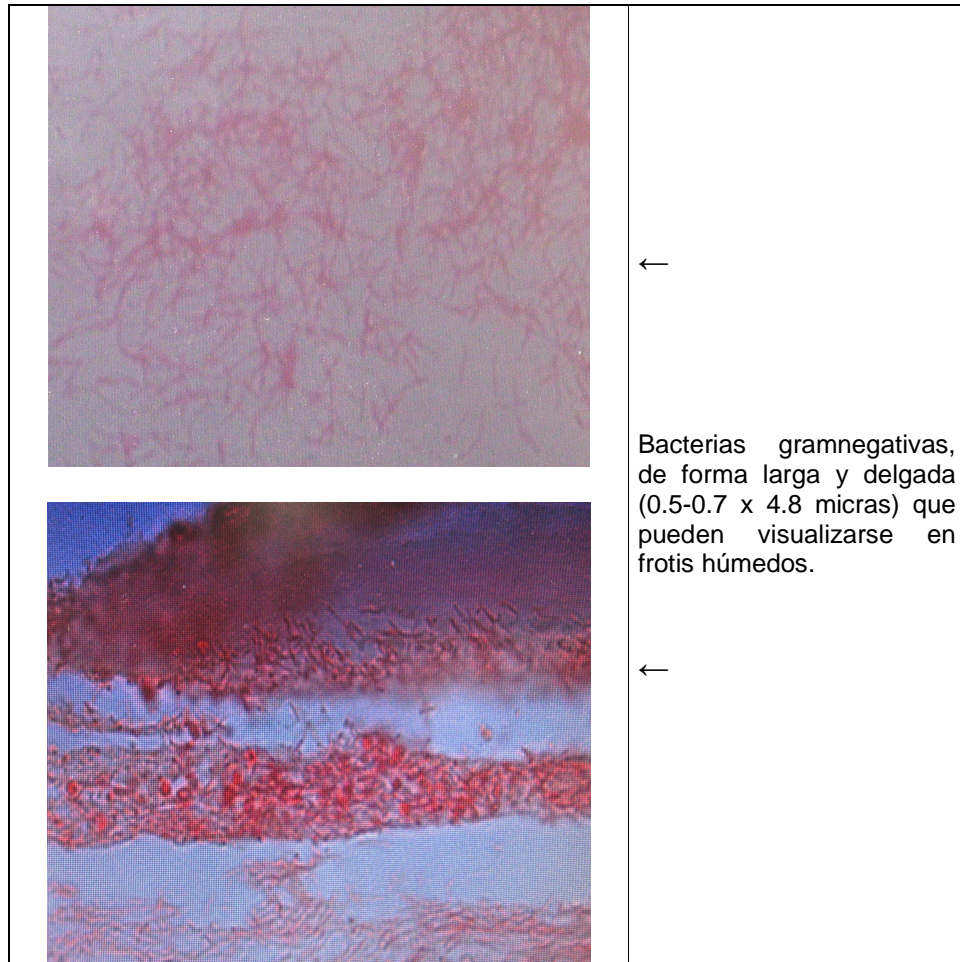 ←
Bacterias gramnegativas,
de forma larga y delgada
(0.5-0.7 x 4.8 micras) que
pueden visualizarse en
frotis húmedos.
←